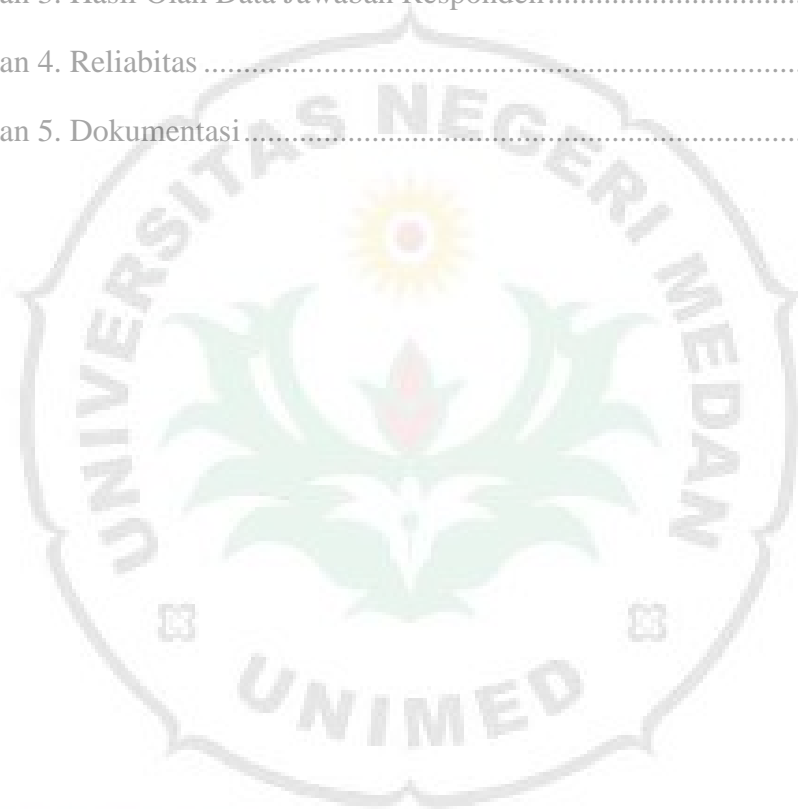 an 3. Hasil Olah Data Jawaban Responden........................................
an 4. Reliabitas ...............................................................................
an 5. Dokumentasi.........................................................................
UNIVERSITAS NEGERI MEDAN
UNIMED